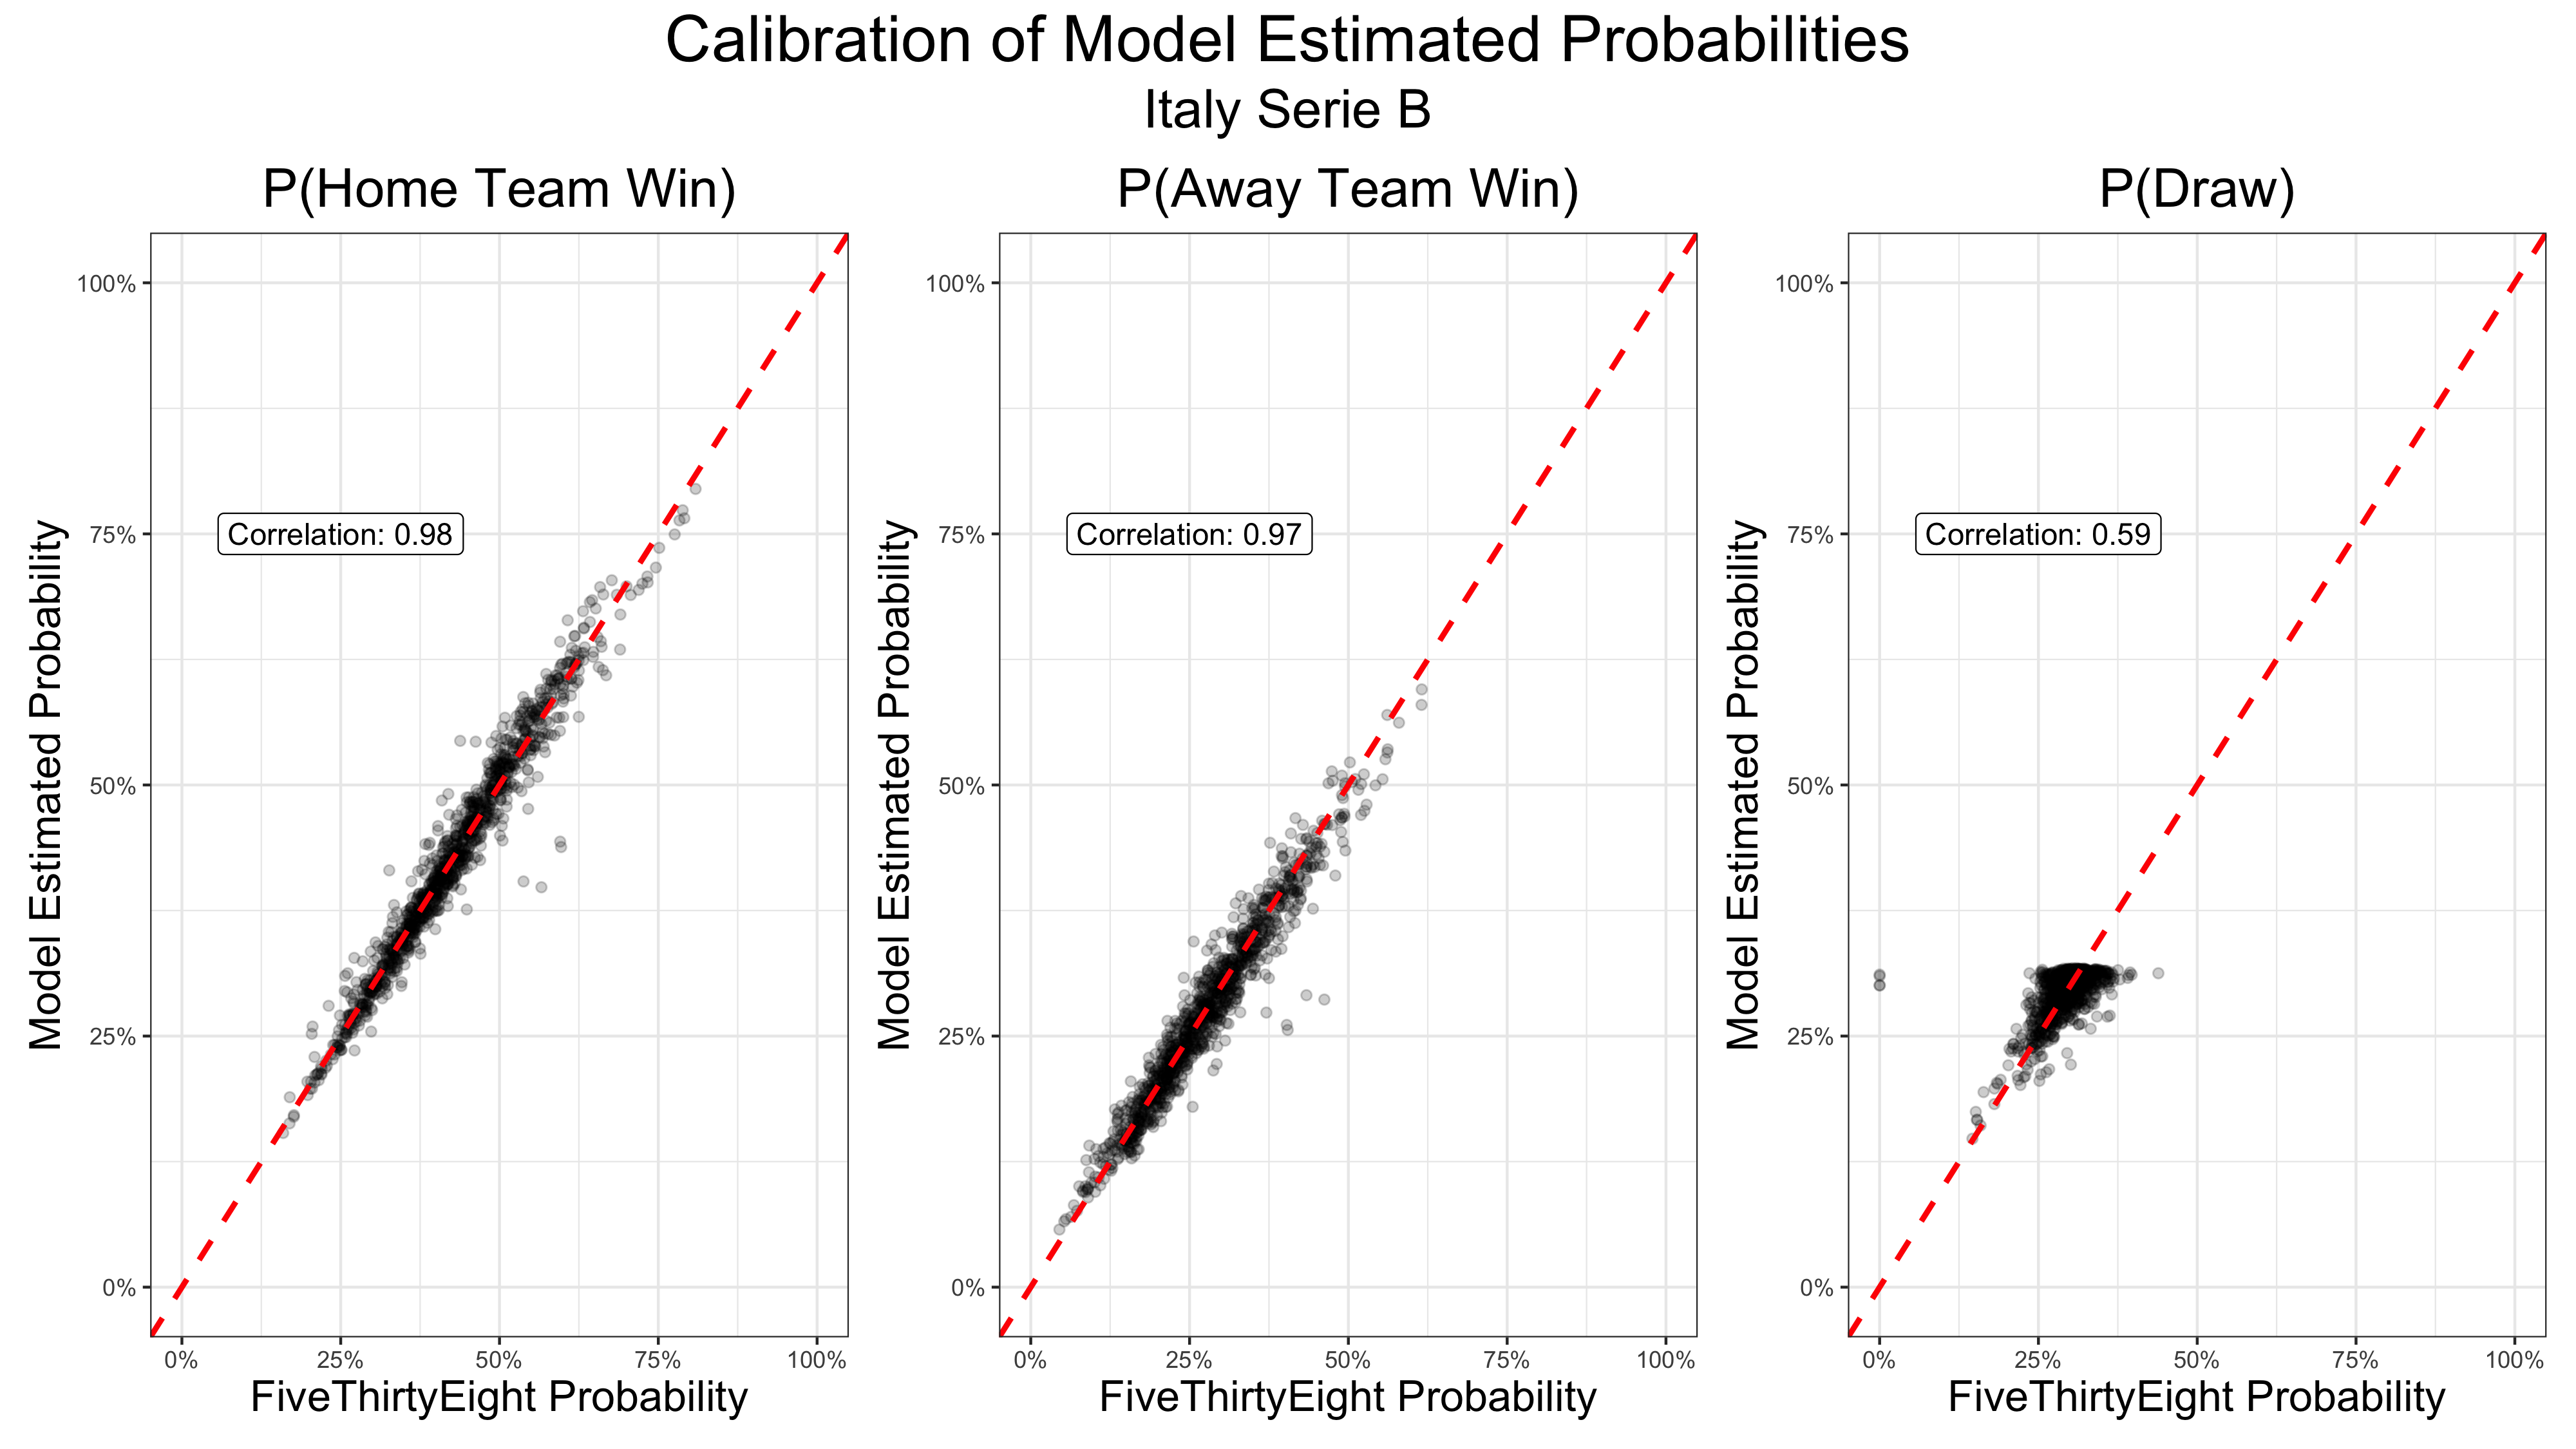 Calibration of Model Estimated Probabilities
Italy Serie B
P(Home Team Win)
Model Estimated Probability
100%
75%
50%
25%
0%
Correlation: 0.98
0%
25%
50%
75%
100%
FiveThirtyEight Probability
P(Away Team Win)
Model Estimated Probability
100%
75%
50%
25%
0%
Correlation: 0.97
0%
25%
50%
75%
100%
FiveThirtyEight Probability
P(Draw)
Model Estimated Probability
100%
75%
50%
25%
0%
Correlation: 0.59
0%
25%
50%
75%
100%
FiveThirtyEight Probability